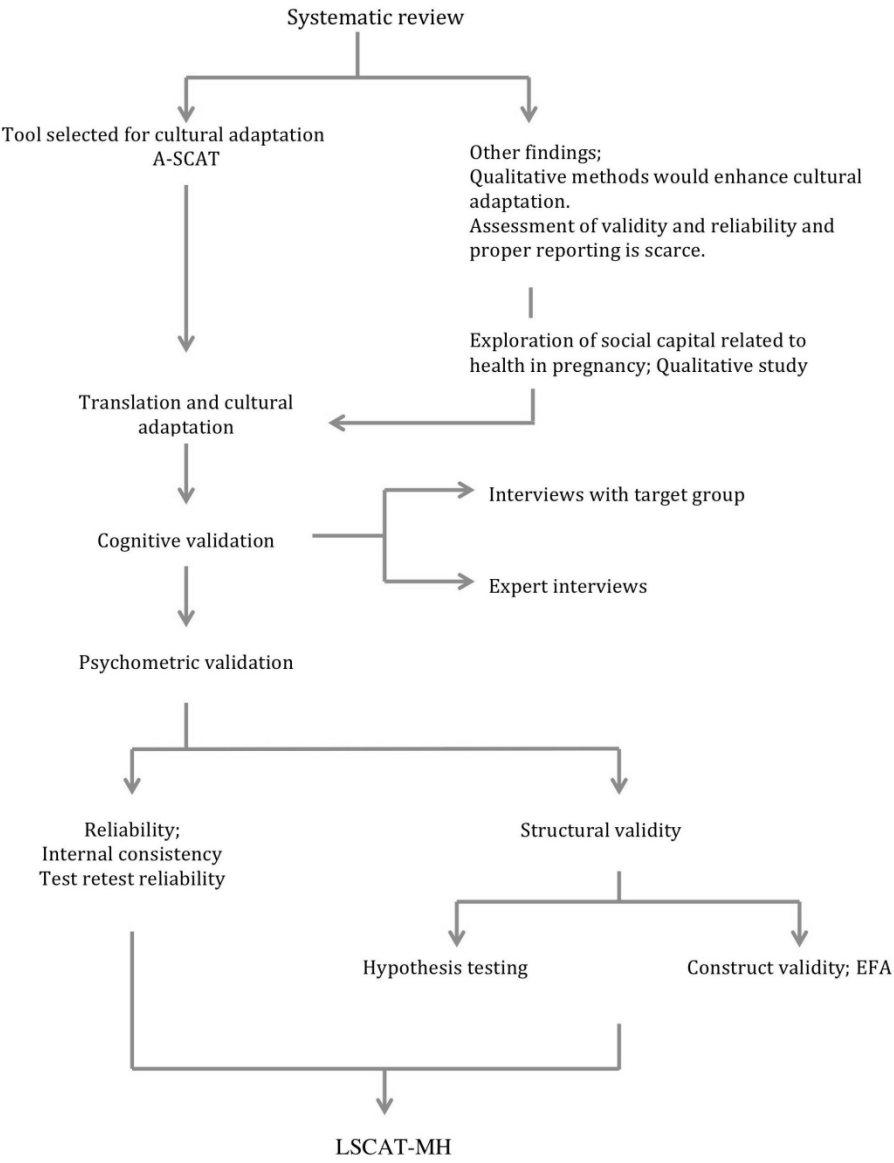 Systematic review
Tool selected for cultural adaptation
A-SCAT
Other findings;
Qualitative methods would enhance cultural
adaptation.
Assessment of validity and reliability and
proper reporting is scarce.
Exploration of social capital related to
health in pregnancy; Qualitative study
Translation and cultural
adaptation
Interviews with target group
Cognitive validation
Expert interviews
Psychometric validation
Reliability;
Internal consistency
Test retest reliability
Structural validity
Hypothesis testing
Construct validity; EFA
LSCAT-MH